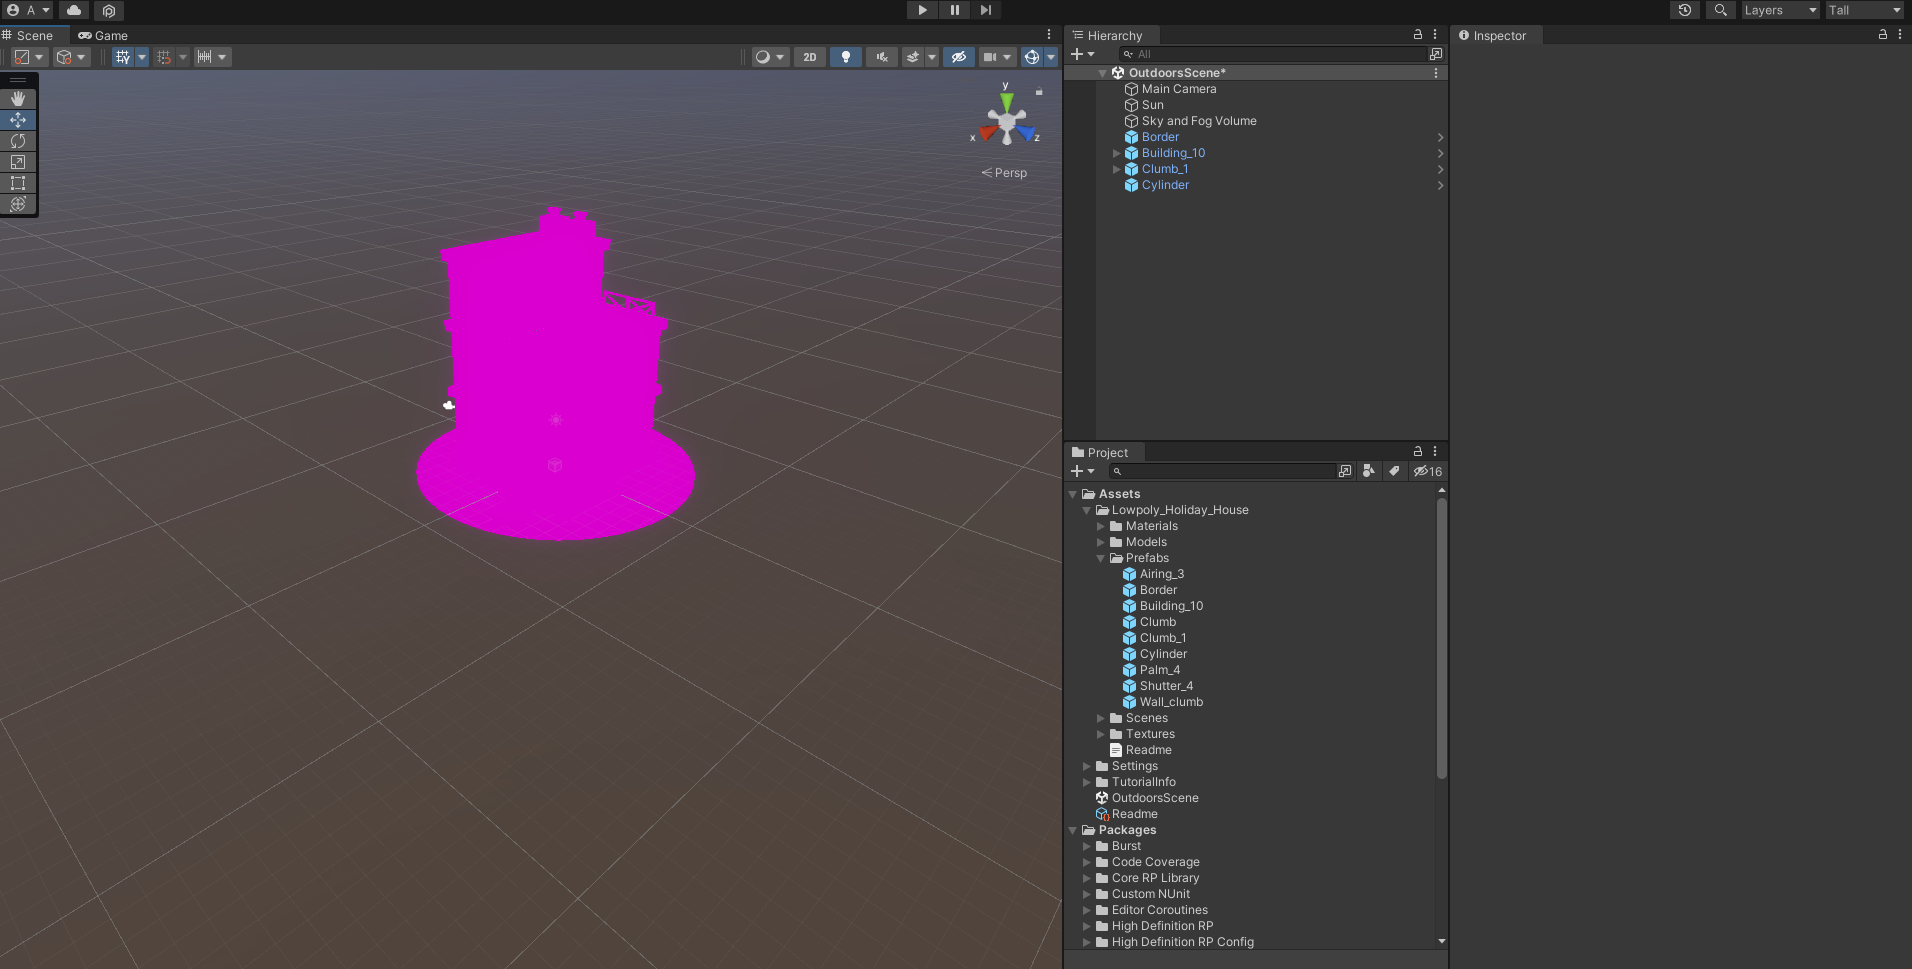 A
Layers
Tall
Scene
Game
2D
y
x
z
Persp
Hierarchy
All
OutdoorsScene*
Main Camera
Sun
Sky and Fog Volume
Border
Building_10
Clumb_1
Cylinder
Project
16
Assets
Lowpoly_Holiday_House
Materials
Models
Prefabs
Airing_3
Border
Building_10
Clumb
Clumb_1
Cylinder
Palm_4
Shutter_4
Wall_clumb
Scenes
Textures
Readme
Settings
TutorialInfo
OutdoorsScene
Readme
Packages
Burst
Code Coverage
Core RP Library
Custom NUnit
Editor Coroutines
High Definition RP
High Definition RP Config
Inspector